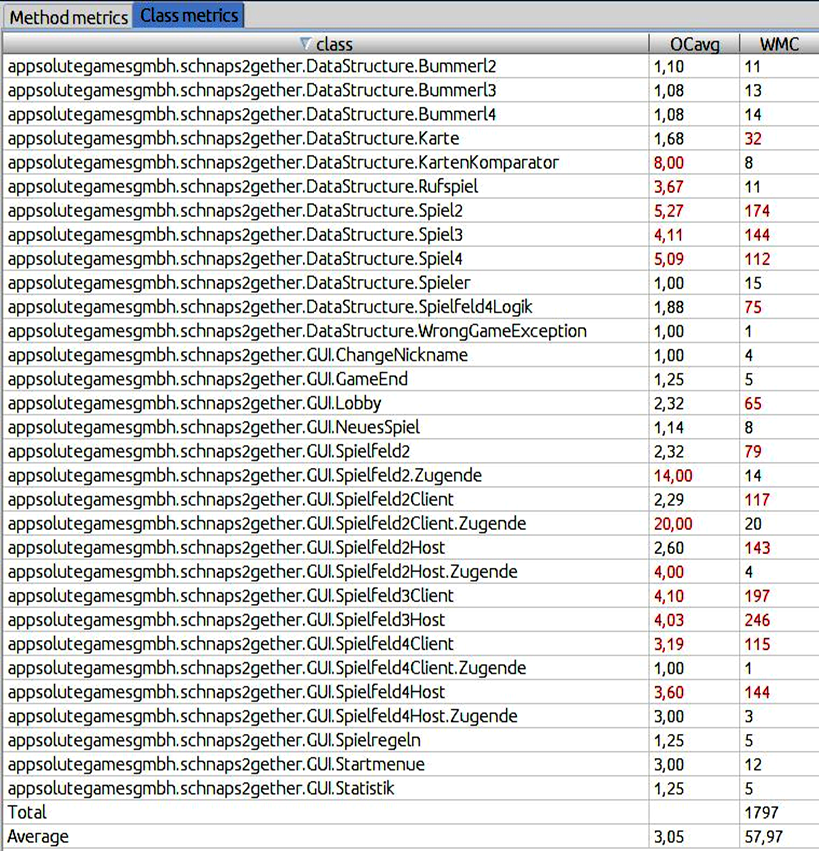 Method metrics Class metrics
class OCavg WMC
appsolutegamesgmbh.schnaps2gether.DataStructure.Bummerl2 1,10 11
appsolutegamesgmbh.schnaps2gether.DataStructure.Bummerl3 1,08 13
appsolutegamesgmbh.schnaps2gether.DataStructure.Bummerl4 1,08 14
appsolutegamesgmbh.schnaps2gether.DataStructure.Karte 1,68 32
appsolutegamesgmbh.schnaps2gether.DataStructure.KartenKomparator 8,00 8
appsolutegamesgmbh.schnaps2gether.DataStructure.Rufspiel 3,67 11
appsolutegamesgmbh.schnaps2gether.DataStructure.Spiel2 5,27 174
appsolutegamesgmbh.schnaps2gether.DataStructure.Spiel3 4,11 144
appsolutegamesgmbh.schnaps2gether.DataStructure.Spiel4 5,09 112
appsolutegamesgmbh.schnaps2gether.DataStructure.Spieler 1,00 15
appsolutegamesgmbh.schnaps2gether.DataStructure.Spielfeld4Logik 1,88 75
appsolutegamesgmbh.schnaps2gether.DataStructure.WrongGameException 1,00 1
appsolutegamesgmbh.schnaps2gether.GUI.ChangeNickname 1,00 4
appsolutegamesgmbh.schnaps2gether.GUI.GameEnd 1,25 5
appsolutegamesgmbh.schnaps2gether.GUI.Lobby 2,32 65
appsolutegamesgmbh.schnaps2gether.GUI.NeuesSpiel 1,14 8
appsolutegamesgmbh.schnaps2gether.GUI.Spielfeld2 2,32 79
appsolutegamesgmbh.schnaps2gether.GUI.Spielfeld2.Zugende 14,00 14
appsolutegamesgmbh.schnaps2gether.GUI.Spielfeld2Client 2,29 117
appsolutegamesgmbh.schnaps2gether.GUI.Spielfeld2Client.Zugende 20,00 20
appsolutegamesgmbh.schnaps2gether.GUI.Spielfeld2Host 2,60 143
appsolutegamesgmbh.schnaps2gether.GUI.Spielfeld2Host.Zugende 4,00 4
appsolutegamesgmbh.schnaps2gether.GUI.Spielfeld3Client 4,10 197
appsolutegamesgmbh.schnaps2gether.GUI.Spielfeld3Host 4,03 246
appsolutegamesgmbh.schnaps2gether.GUI.Spielfeld4Client 3,19 115
appsolutegamesgmbh.schnaps2gether.GUI.Spielfeld4Client.Zugende 1,00 1
appsolutegamesgmbh.schnaps2gether.GUI.Spielfeld4Host 3,60 144
appsolutegamesgmbh.schnaps2gether.GUI.Spielfeld4Host.Zugende 3,00 3
appsolutegamesgmbh.schnaps2gether.GUI.Spielregeln 1,25 5
appsolutegamesgmbh.schnaps2gether.GUI.Startmenue 3,00 12
appsolutegamesgmbh.schnaps2gether.GUI.Statistik 1,25 5
Total 1797
Average 3,05 57,97